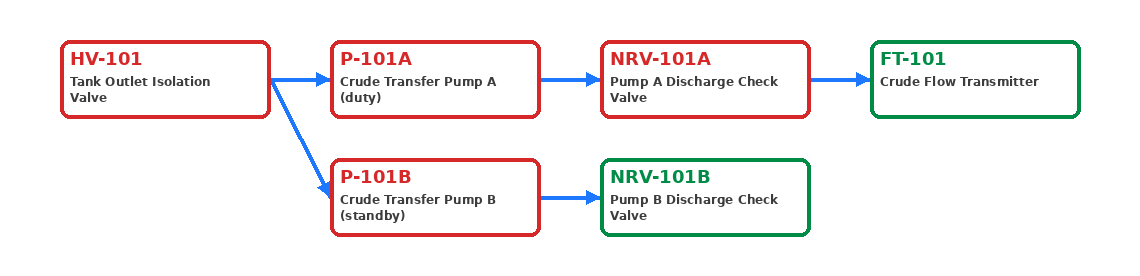 HV-101
Tank Outlet Isolation
Valve
P-101A
Crude Transfer Pump A
(duty)
NRV-101A
Pump A Discharge Check
Valve
FT-101
Crude Flow Transmitter
P-101B
Crude Transfer Pump B
(standby)
NRV-101B
Pump B Discharge Check
Valve